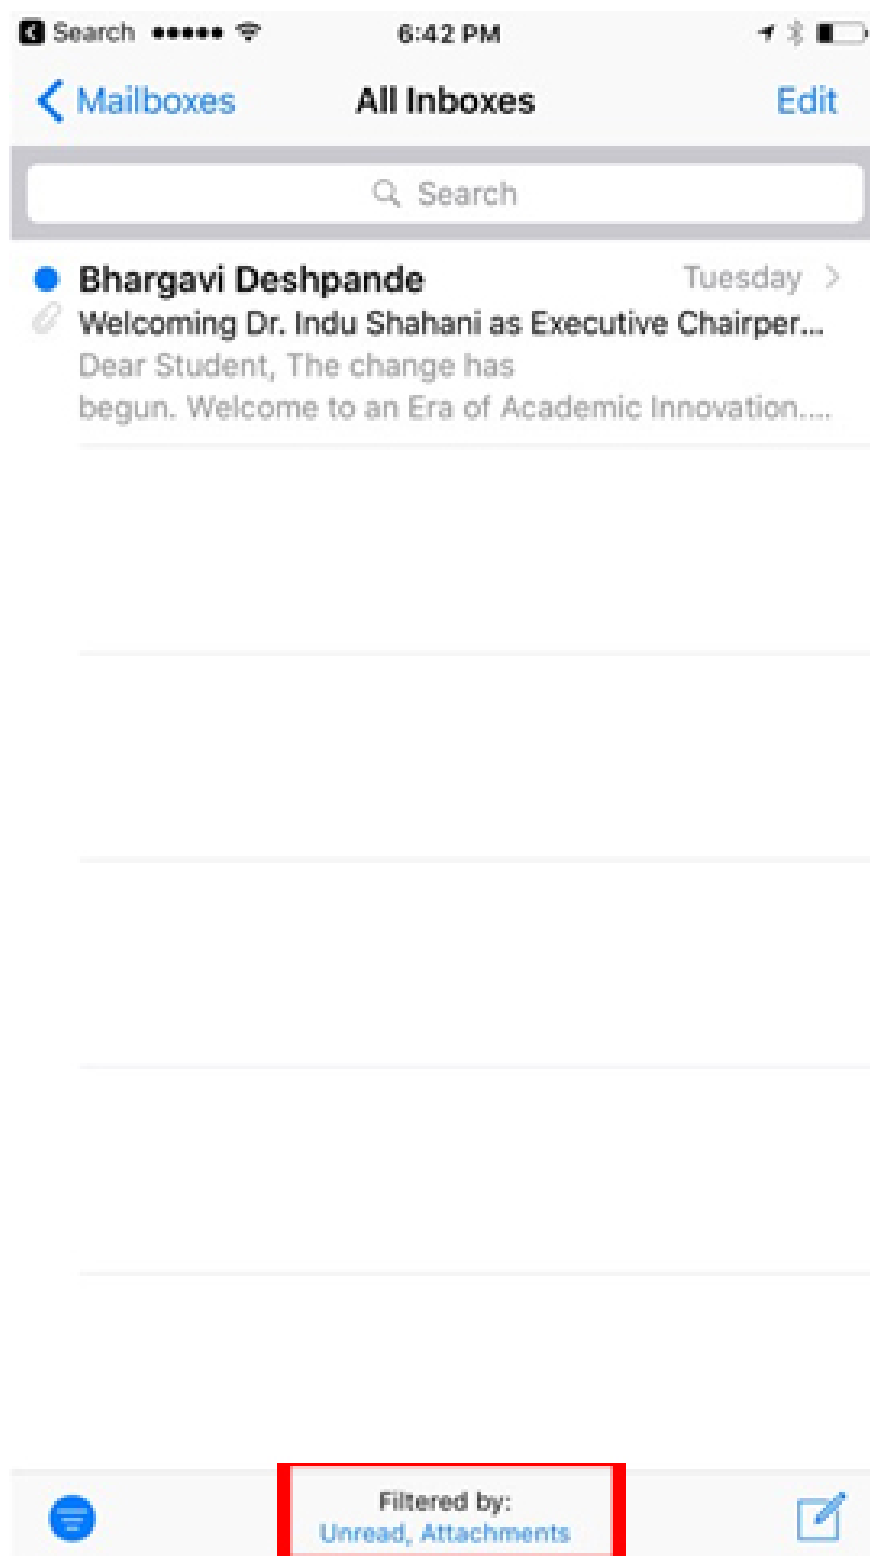 Search 6:42 PM
Mailboxes All Inboxes Edit
Search
Bhargavi Deshpande Tuesday
Welcoming Dr. Indu Shahani as Executive Chairper...
Dear Student, The change has
begun. Welcome to an Era of Academic Innovation....
Filtered by:
Unread, Attachments